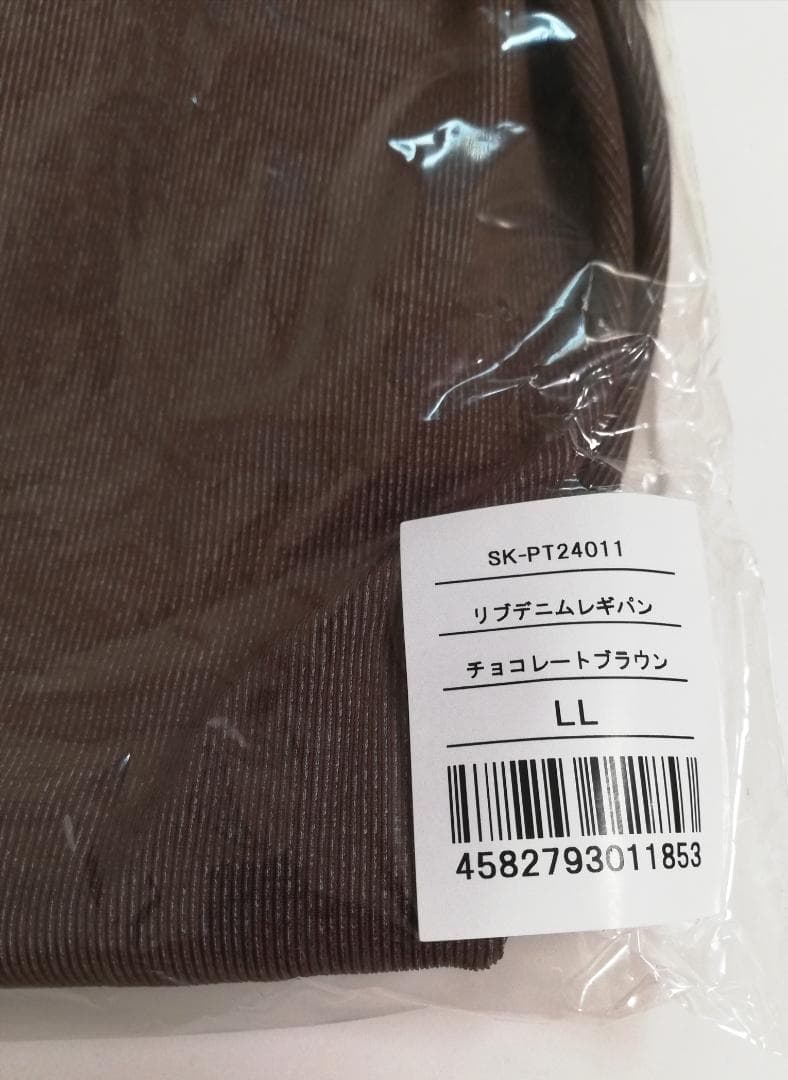 SK-PT24011
リブデニムレギパン
チョコレートブラウン
LL
4582793011853